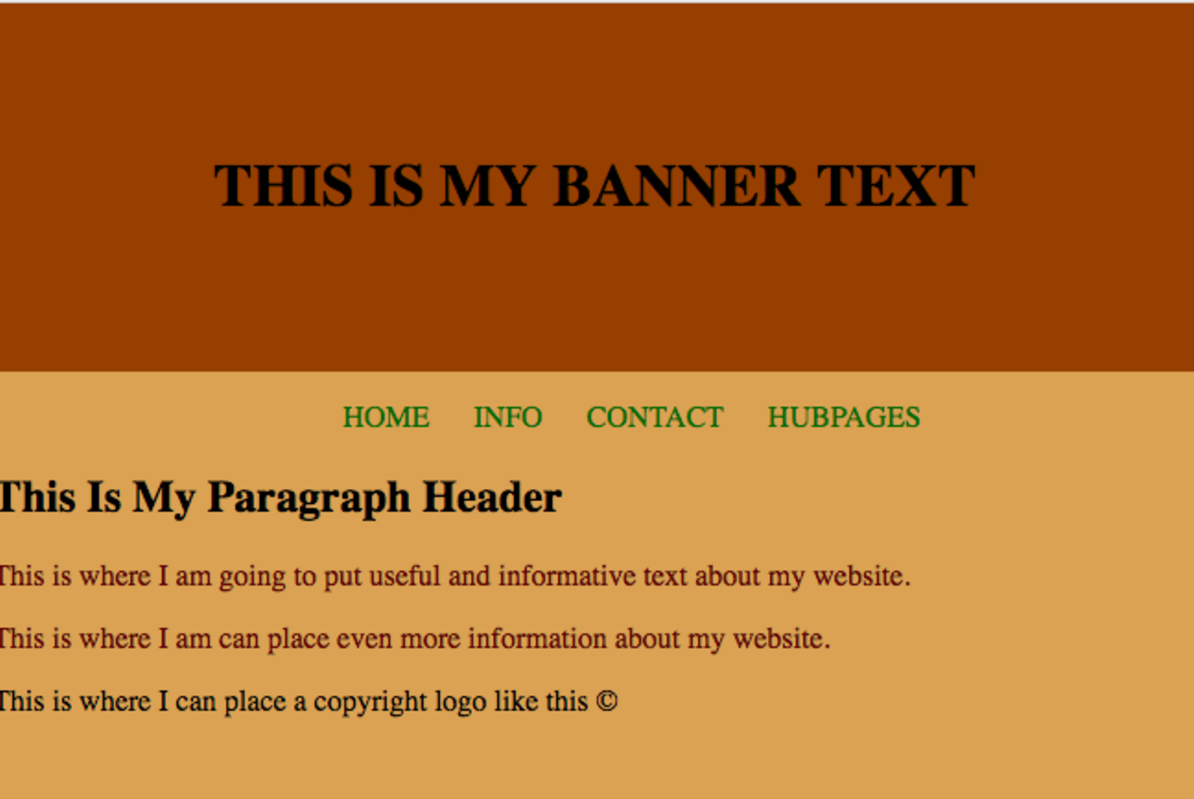 THIS IS MY BANNER TEXT
HOME INFO CONTACT HUBPAGES
This Is My Paragraph Header
This is where I am going to put useful and informative text about my website.
This is where I am can place even more information about my website.
This is where I can place a copyright logo like this ©